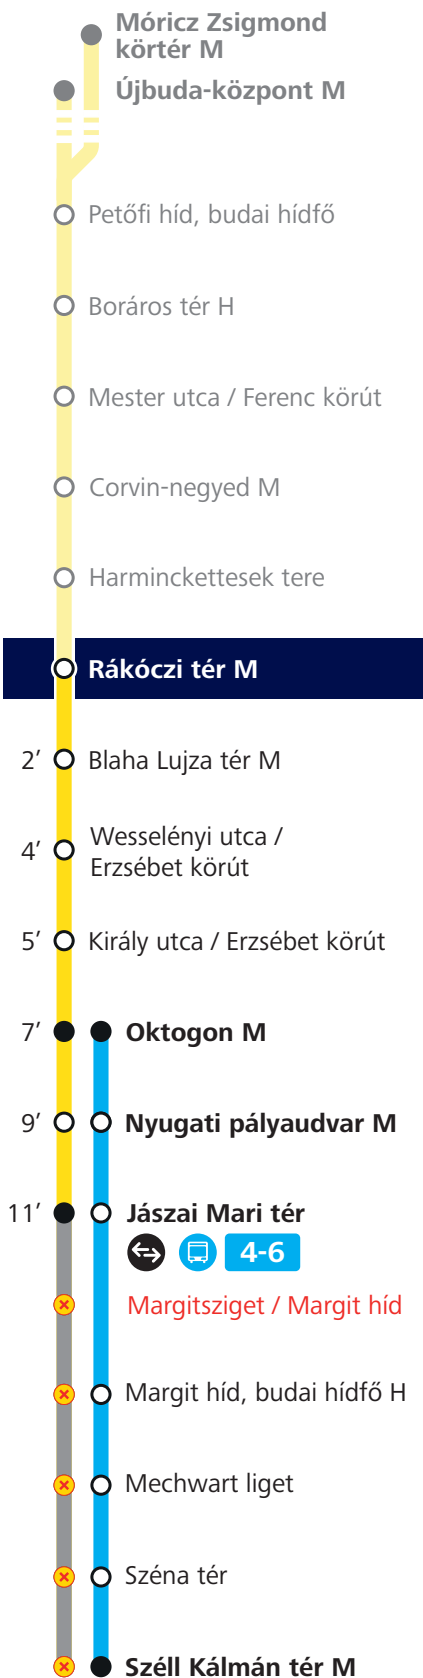 Móricz Zsigmond
körtér M
Újbuda-központ M
Petőfi híd, budai hídfő
Boráros tér H
Mester utca / Ferenc körút
Corvin-negyed M
Harminckettesek tere
Rákóczi tér M
2’ Blaha Lujza tér M
4’ Wesselényi utca /
Erzsébet körút
5’ Király utca / Erzsébet körút
7’ Oktogon M
9’ Nyugati pályaudvar M
11’ Jászai Mari tér
4-6
Margitsziget / Margit híd
Margit híd, budai hídfő H
Mechwart liget
Széna tér
Széll Kálmán tér M